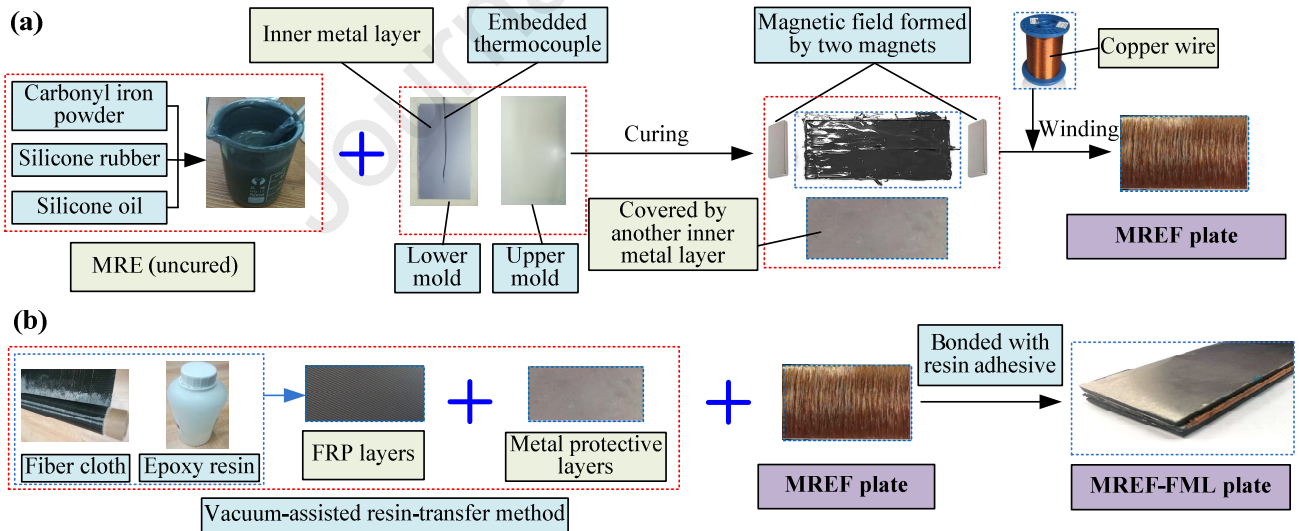 (a)
Inner metal layer
Embedded
thermocouple
Magnetic field formed
by two magnets
Copper wire
Carbonyl iron
powder
Silicone rubber
Silicone oil
Curing
Winding
MRE (uncured)
Lower
mold
Upper
mold
Covered by
another inner
metal layer
MREF plate
Journa
(b)
Fiber cloth
Epoxy resin
FRP layers
Metal protective
layers
Vacuum-assisted resin-transfer method
MREF plate
Bonded with
resin adhesive
MREF-FML plate